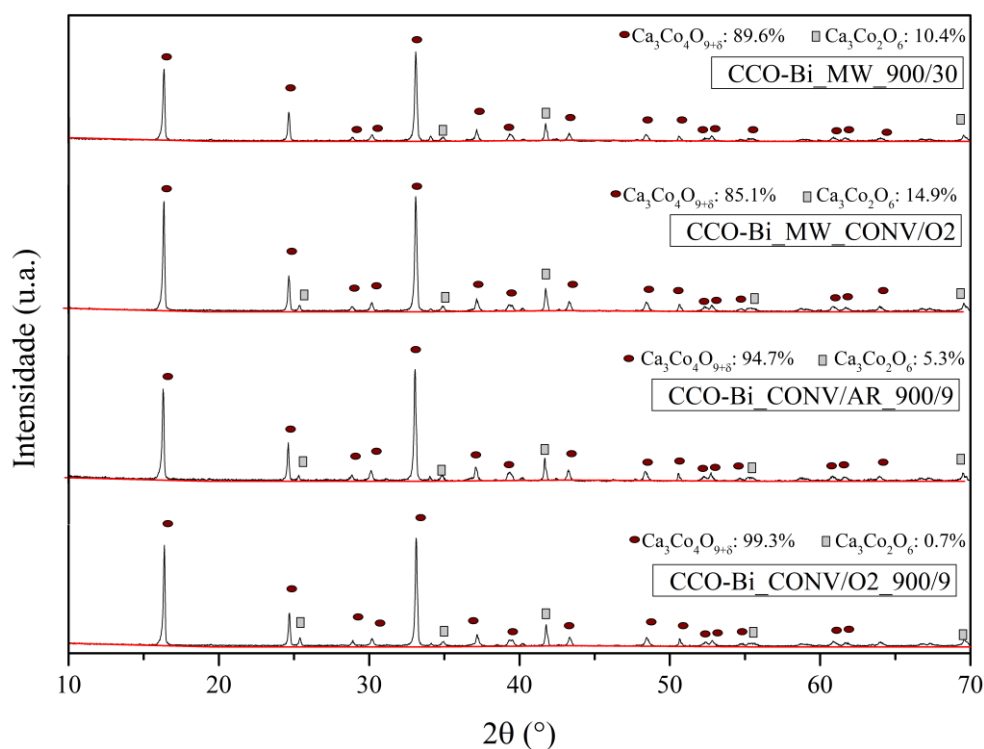 Ca₃Co₄O₉₊δ: 89.6% Ca₃Co₂O₆: 10.4%
CCO-Bi_MW_900/30
Ca₃Co₄O₉₊δ: 85.1% Ca₃Co₂O₆: 14.9%
CCO-Bi_MW_CONV/O2
Ca₃Co₄O₉₊δ: 94.7% Ca₃Co₂O₆: 5.3%
CCO-Bi_CONV/AR_900/9
Ca₃Co₄O₉₊δ: 99.3% Ca₃Co₂O₆: 0.7%
CCO-Bi_CONV/O2_900/9
Intensidade (u.a.)
10 20 30 40 50 60 70
2θ (°)